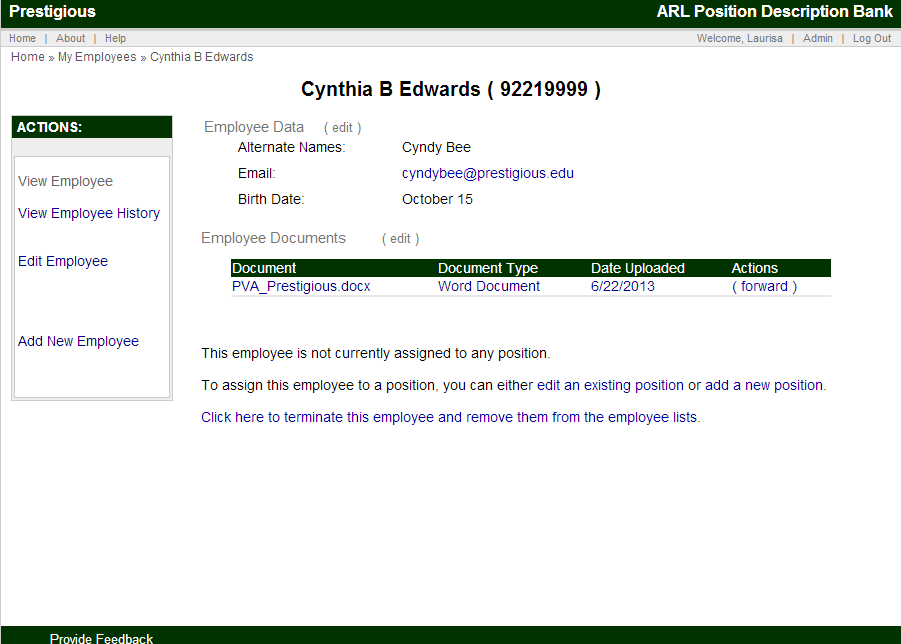 Prestigious ARL Position Description Bank
Home | About | Help Welcome, Laurisa | Admin | Log Out
Home » My Employees » Cynthia B Edwards
Cynthia B Edwards ( 92219999 )
ACTIONS:
View Employee
View Employee History
Edit Employee
Add New Employee
Employee Data ( edit )
Alternate Names: Cyndy Bee
Email: cyndybee@prestigious.edu
Birth Date: October 15
Employee Documents ( edit )
Document Document Type Date Uploaded Actions
PVA_Prestigious.docx Word Document 6/22/2013 ( forward )
This employee is not currently assigned to any position.
To assign this employee to a position, you can either edit an existing position or add a new position.
Click here to terminate this employee and remove them from the employee lists.
Provide Feedback